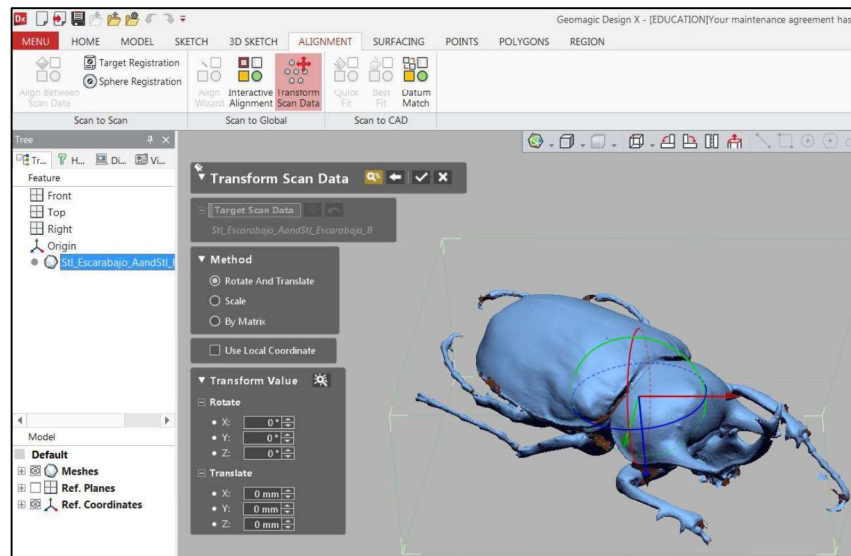 Dx
Geomagic Design X - [EDUCATION]Your maintenance agreement has
MENU HOME MODEL SKETCH 3D SKETCH ALIGNMENT SURFACING POINTS POLYGONS REGION
Align Between Scan Data
Target Registration
Sphere Registration
Align Wizard
Interactive Alignment
Transform Scan Data
Quick Fit
Best Fit
Datum Match
Scan to Scan Scan to Global Scan to CAD
Tree
Tr... H... Di... Vi...
Feature
Front
Top
Right
Origin
Stl_Escarabajo_AandStl_
Model
Default
Meshes
Ref. Planes
Ref. Coordinates
Transform Scan Data
Target Scan Data
Stl_Escarabajo_AandStl_Escarabajo_B
Method
Rotate And Translate
Scale
By Matrix
Use Local Coordinate
Transform Value
Rotate
X: 0 °
Y: 0 °
Z: 0 °
Translate
X: 0 mm
Y: 0 mm
Z: 0 mm